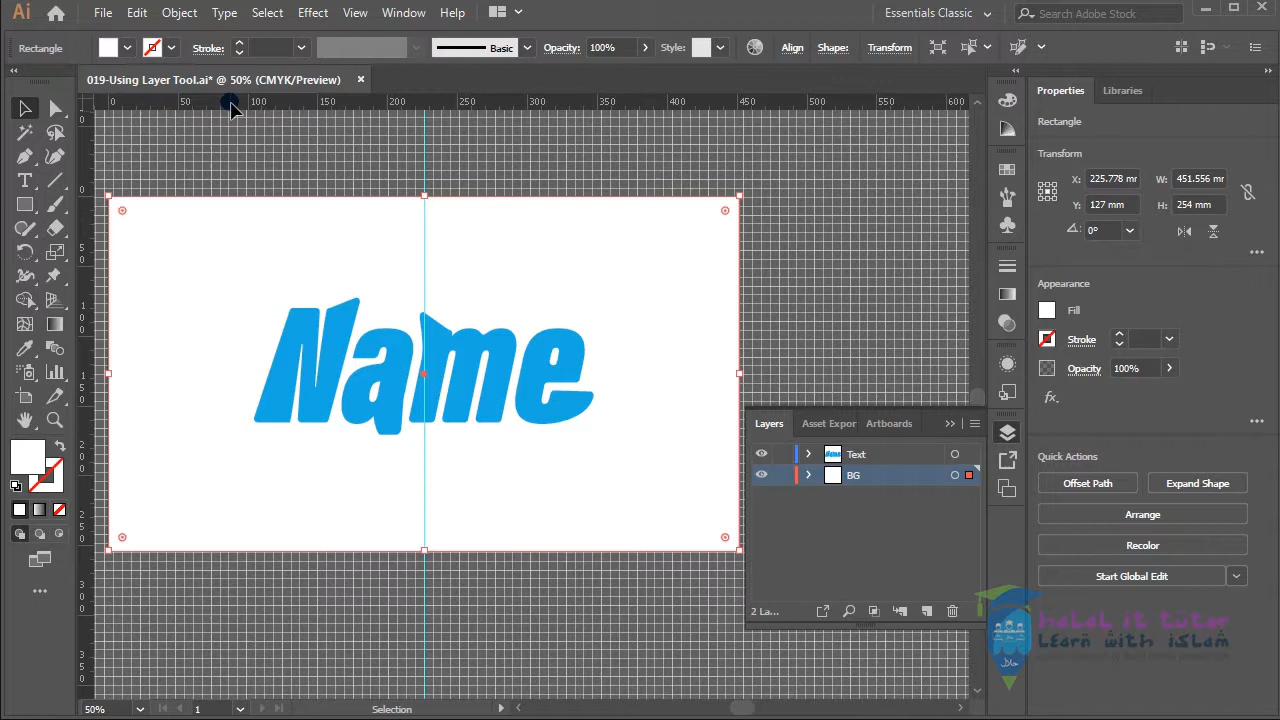 Ai File Edit Object Type Select Effect View Window Help Essentials Classic Search Adobe Stock
Rectangle Stroke: Basic Opacity: 100% Style: Align Shape: Transform
019-Using Layer Tool.ai* @ 50% (CMYK/Preview)
Properties Libraries
0 50 100 150 200 250 300 350 400 450 500 550 600
Rectangle
Transform
X: 225.778 mr W: 451.556 mr
Y: 127 mm H: 254 mm
0°
Appearance
Fill
Stroke
Opacity 100%
fx.
Name
Layers Asset Expor Artboards
Text
BG
Quick Actions
Offset Path Expand Shape
Arrange
Recolor
Start Global Edit
2 La...
halal it tutor
Learn with iSLam
حلال
50% 1 Selection